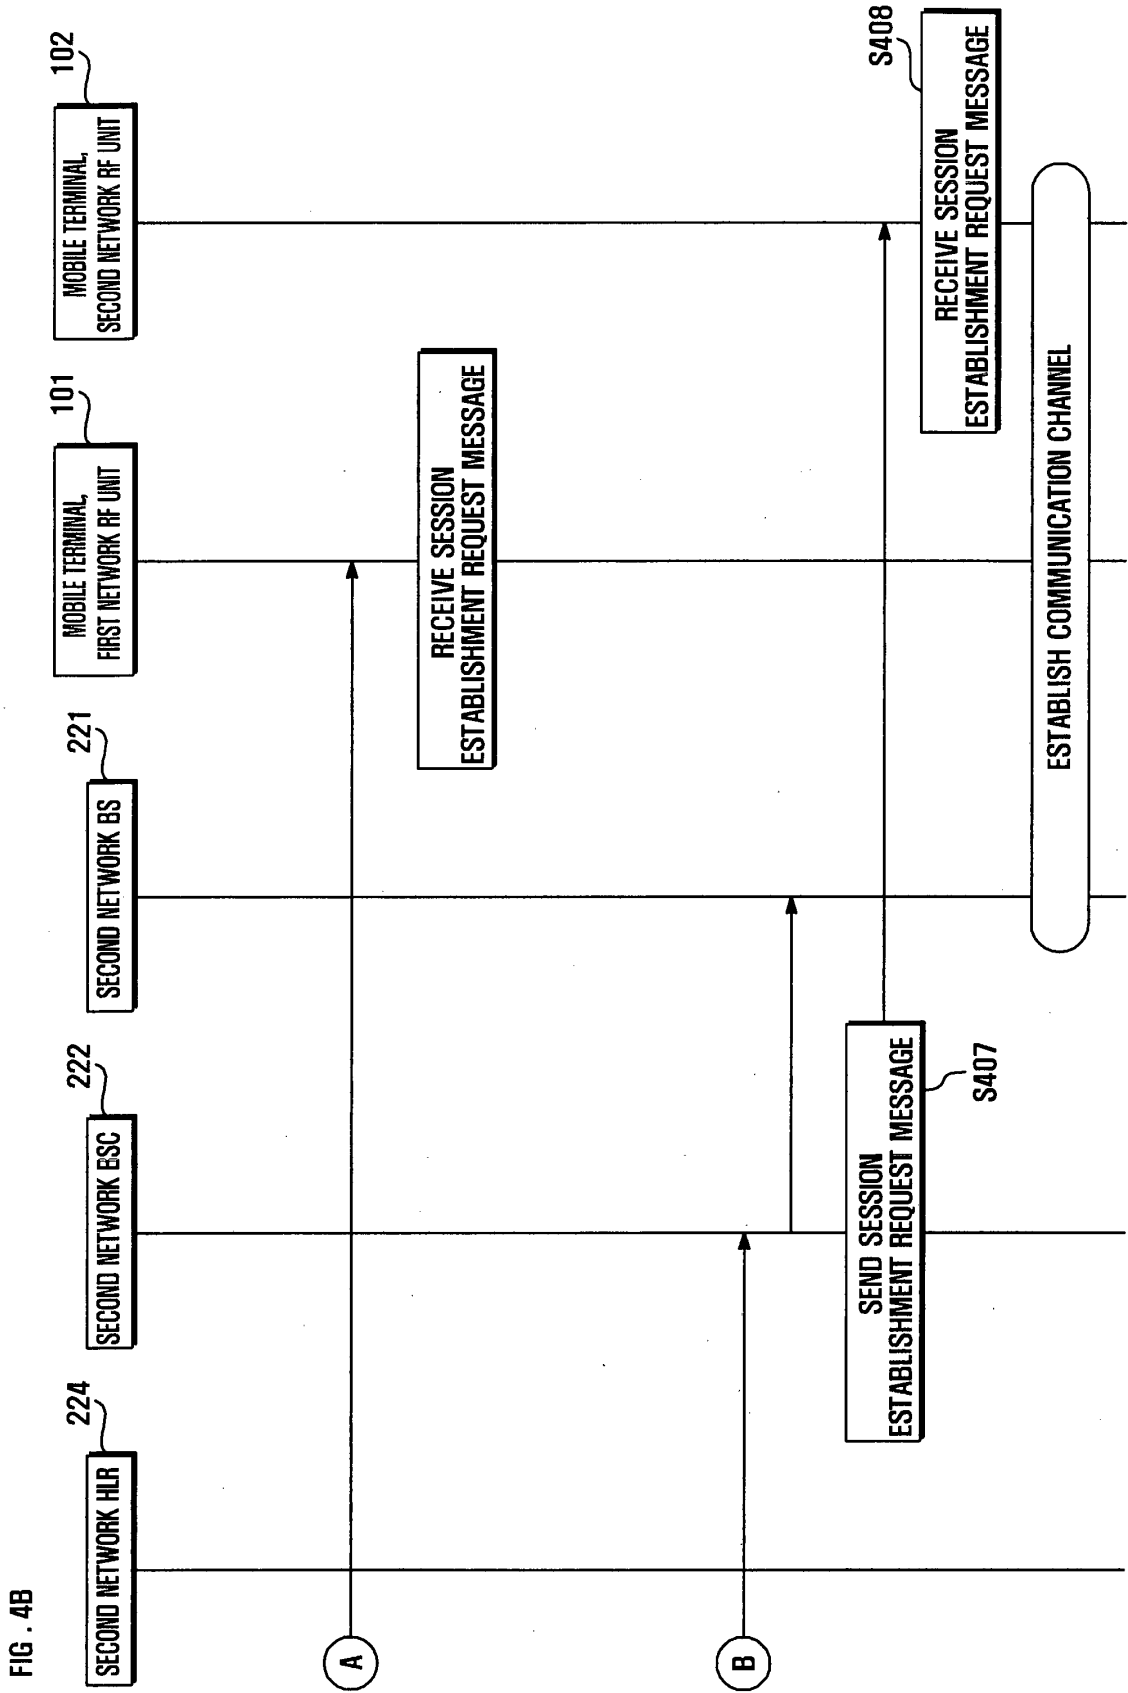 FIG . 4B
224
SECOND NETWORK HLR
222
SECOND NETWORK BSC
221
SECOND NETWORK BS
101
MOBILE TERMINAL,
FIRST NETWORK RF UNIT
102
MOBILE TERMINAL,
SECOND NETWORK RF UNIT
A
RECEIVE SESSION
ESTABLISHMENT REQUEST MESSAGE
B
SEND SESSION
ESTABLISHMENT REQUEST MESSAGE
S407
S408
RECEIVE SESSION
ESTABLISHMENT REQUEST MESSAGE
ESTABLISH COMMUNICATION CHANNEL